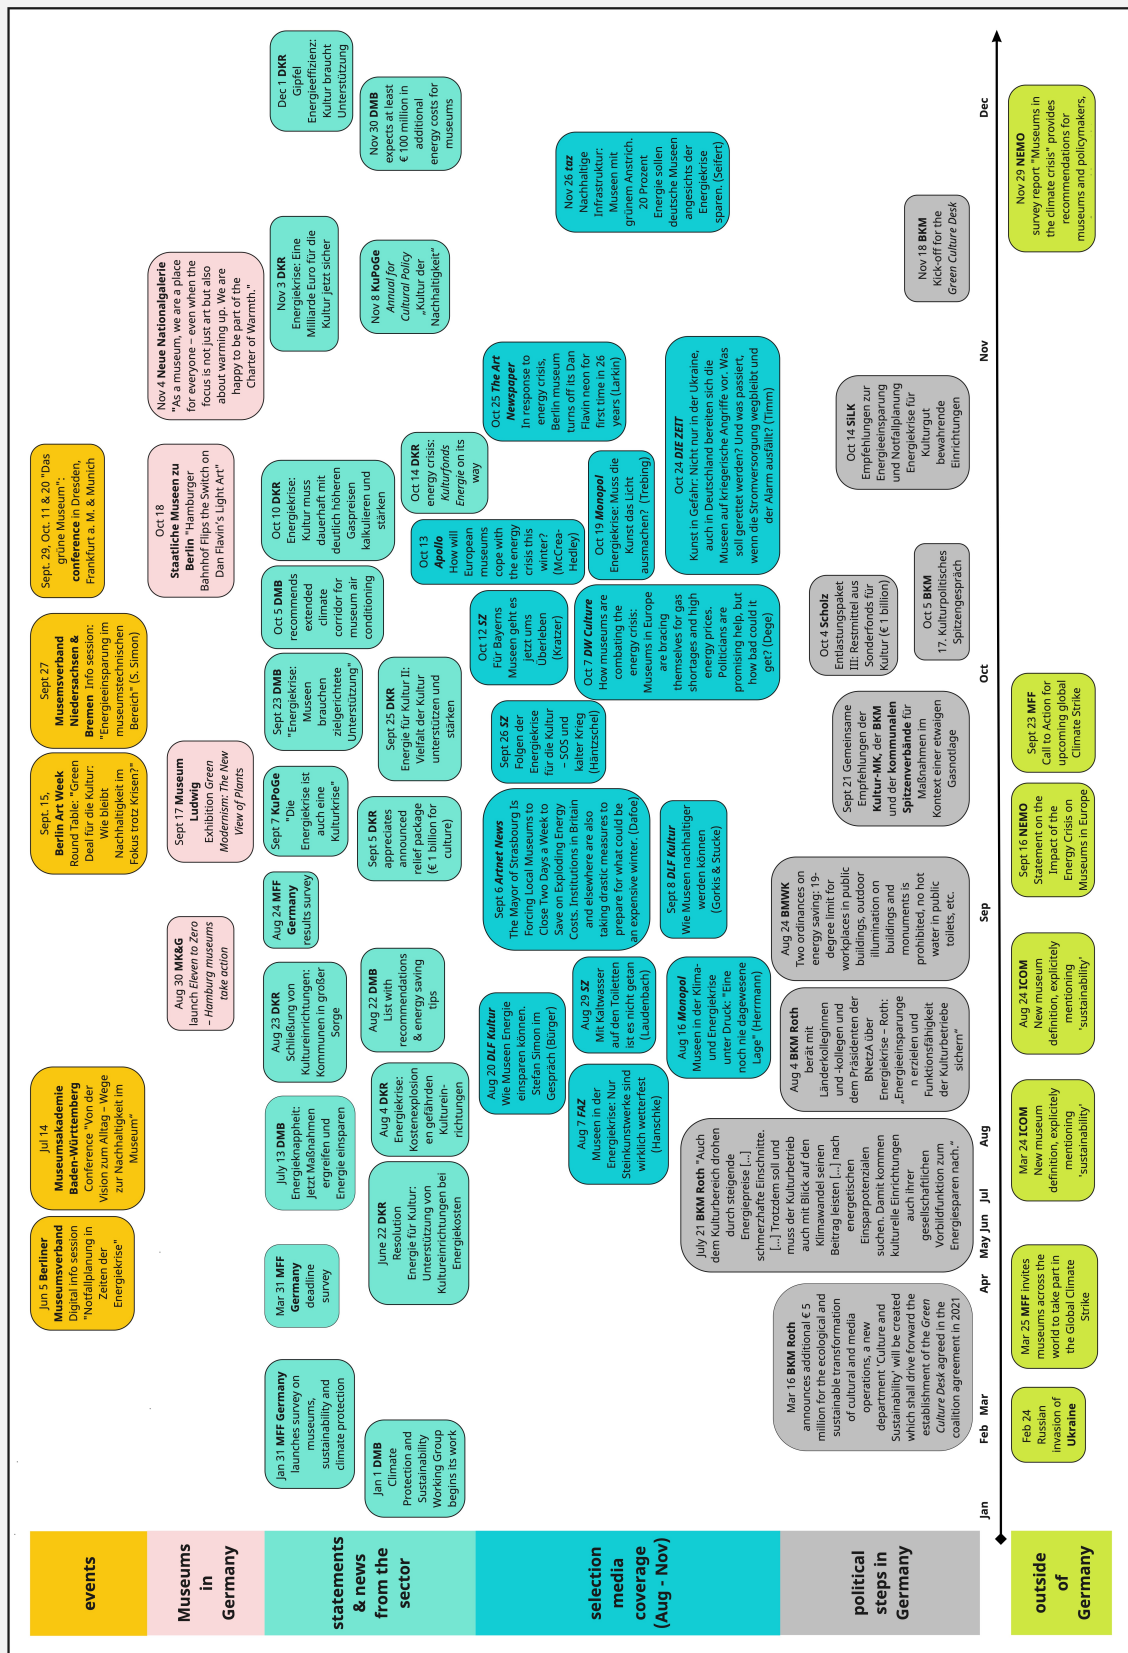 events
Jun 5 Berliner
Museumsverband
Digital info session
"Notfallplanung in
Zeiten der
Energiekrise"
Jul 14
Museumsakademie
Baden-Württemberg
Conference "Von der
Vision zum Alltag – Wege
zur Nachhaltigkeit im
Museum"
Sept. 15,
Berlin Art Week
Round Table: "Green
Deal für die Kultur:
Wie bleibt
Nachhaltigkeit im
Fokus trotz Krisen?"
Sept 27
Musemsverband
Niedersachsen &
Bremen Info session:
"Energieeinsparung im
museumstechnischen
Bereich" (S. Simon)
Sept. 29, Oct. 11 & 20 "Das
grüne Museum":
conference in Dresden,
Frankfurt a. M. & Munich
Museums
in
Germany
Aug 30 MK&G
launch Eleven to Zero
– Hamburg museums
take action
Sept 17 Museum
Ludwig
Exhibition Green
Modernism: The New
View of Plants
Oct 18
Staatliche Museen zu
Berlin "Hamburger
Bahnhof Flips the Switch on
Dan Flavin's Light Art"
Nov 4 Neue Nationalgalerie
"As a museum, we are a place
for everyone – even when the
focus is not just art but also
about warming up. We are
happy to be part of the
Charter of Warmth."
statements
& news
from the
sector
Jan 31 MFF Germany
launches survey on
museums,
sustainability and
climate protection
Jan 1 DMB
Climate
Protection and
Sustainability
Working Group
begins its work
Mar 31 MFF
Germany
deadline
survey
June 22 DKR
Resolution
Energie für Kultur:
Unterstützung von
Kultureinrichtungen bei
Energiekosten
July 13 DMB
Energieknappheit:
Jetzt Maßnahmen
ergreifen und
Energie einsparen
Aug 4 DKR
Energiekrise:
Kostenexplosion
en gefährden
Kulturein-
richtungen
Aug 23 DKR
Schließung von
Kultureinrichtungen:
Kommunen in großer
Sorge
Aug 22 DMB
List with
recommendations
& energy saving
tips
Aug 24 MFF
Germany
results survey
Sept 7 KuPoGe
"Die
Energiekrise ist
auch eine
Kulturkrise"
Sept 5 DKR
appreciates
announced
relief package
(€ 1 billion for
culture)
Sept 23 DMB
"Energiekrise:
Museen
brauchen
zielgerichtete
Unterstützung"
Sept 25 DKR
Energie für Kultur II:
Vielfalt der Kultur
unterstützen und
stärken
Oct 5 DMB
recommends
extended
climate
corridor for
museum air
conditioning
Oct 10 DKR
Energiekrise:
Kultur muss
dauerhaft mit
deutlich höheren
Gaspreisen
kalkulieren und
stärken
Oct 14 DKR
energy crisis:
Kulturfonds
Energie on its
way
Nov 3 DKR
Energiekrise: Eine
Milliarde Euro für die
Kultur jetzt sicher
Nov 8 KuPoGe
Annual for
Cultural Policy
„Kultur der
Nachhaltigkeit“
Dec 1 DKR
Gipfel
Energieeffizienz:
Kultur braucht
Unterstützung
Nov 30 DMB
expects at least
€ 100 million in
additional
energy costs for
museums
selection
media
coverage
(Aug - Nov)
Aug 7 FAZ
Museen in der
Energiekrise: Nur
Steinkunstwerke sind
wirklich wetterfest
(Hanschke)
Aug 20 DLF Kultur
Wie Museen Energie
einsparen können.
Stefan Simon im
Gespräch (Bürger)
Aug 29 SZ
Mit Kaltwasser
auf den Toiletten
ist es nicht getan
(Laudenbach)
Aug 16 Monopol
Museen in der Klima-
und Energiekrise
unter Druck: "Eine
noch nie dagewesene
Lage" (Herrmann)
Sept 6 Artnet News
The Mayor of Strasbourg Is
Forcing Local Museums to
Close Two Days a Week to
Save on Exploding Energy
Costs. Institutions in Britain
and elsewhere are also
taking drastic measures to
prepare for what could be
an expensive winter. (Dafoe)
Sept 8 DLF Kultur
Wie Museen nachhaltiger
werden können
(Gorkis & Stucke)
Sept 26 SZ
Folgen der
Energiekrise
für die Kultur
– SOS und
kalter Krieg
(Häntzschel)
Oct 12 SZ
Für Bayerns
Museen geht es
jetzt ums
Überleben
(Kratzer)
Oct 7 DW Culture
How museums are
combating the
energy crisis:
Museums in Europe
are bracing
themselves for gas
shortages and high
energy prices.
Politicians are
promising help, but
how bad could it
get? (Dege)
Oct 13
Apollo
How will
European
museums
cope with
the energy
crisis this
winter?
(McCrea-
Hedley)
Oct 19 Monopol
Energiekrise: Muss die
Kunst das Licht
ausmachen? (Trebing)
Oct 25 The Art
Newspaper
In response to
energy crisis,
Berlin museum
turns off its Dan
Flavin neon for
first time in 26
years (Larkin)
Oct 24 DIE ZEIT
Kunst in Gefahr: Nicht nur in der Ukraine,
auch in Deutschland bereiten sich die
Museen auf kriegerische Angriffe vor. Was
soll gerettet werden? Und was passiert,
wenn die Stromversorgung wegbleibt und
der Alarm ausfällt? (Timm)
Nov 26 taz
Nachhaltige
Infrastruktur:
Museen mit
grünem Anstrich.
20 Prozent
Energie sollen
deutsche Museen
angesichts der
Energiekrise
sparen. (Seifert)
political
steps in
Germany
Mar 16 BKM Roth
announces additional € 5
million for the ecological and
sustainable transformation
of cultural and media
operations, a new
department 'Culture and
Sustainability' will be created
which shall drive forward the
establishment of the Green
Culture Desk agreed in the
coalition agreement in 2021
July 21 BKM Roth "Auch
dem Kulturbereich drohen
durch steigende
Energiepreise [...]
schmerzhafte Einschnitte.
[...] Trotzdem soll und
muss der Kulturbetrieb
auch mit Blick auf den
Klimawandel seinen
Beitrag leisten [...] nach
energetischen
Einsparpotenzialen
suchen. Damit kommen
kulturelle Einrichtungen
auch ihrer
gesellschaftlichen
Vorbildfunktion zum
Energiesparen nach."
Aug 4 BKM Roth
berät mit
Länderkolleginnen
und -kollegen und
dem Präsidenten der
BNetzA über
Energiekrise – Roth:
„Energieeinsparunge
n erzielen und
Funktionsfähigkeit
der Kulturbetriebe
sichern“
Aug 24 BMWK
Two ordinances on
energy saving: 19-
degree limit for
workplaces in public
buildings, outdoor
illumination on
buildings and
monuments is
prohibited, no hot
water in public
toilets, etc.
Sept 21 Gemeinsame
Empfehlungen der
Kultur-MK, der BKM
und der kommunalen
Spitzenverbände für
Maßnahmen im
Kontext einer etwaigen
Gasnotlage
Oct 4 Scholz
Entlastungspaket
III: Restmittel aus
Sonderfonds für
Kultur (€ 1 billion)
Oct 5 BKM
17. Kulturpolitisches
Spitzengespräch
Oct 14 SiLK
Empfehlungen zur
Energieeinsparung
und Notfallplanung
Energiekrise für
Kulturgut
bewahrende
Einrichtungen
Nov 18 BKM
Kick-off for the
Green Culture Desk
Jan Feb Mar Apr May Jun Jul Aug Sep Oct Nov Dec
outside
of
Germany
Feb 24
Russian
invasion of
Ukraine
Mar 25 MFF invites
museums across the
world to take part in
the Global Climate
Strike
Mar 24 ICOM
New museum
definition, explicitely
mentioning
'sustainability'
Aug 24 ICOM
New museum
definition, explicitely
mentioning
'sustainability'
Sept 16 NEMO
Statement on the
Impact of the
Energy Crisis on
Museums in Europe
Sept 23 MFF
Call to Action for
upcoming global
Climate Strike
Nov 29 NEMO
survey report "Museums in
the climate crisis" provides
recommendations for
museums and policymakers,